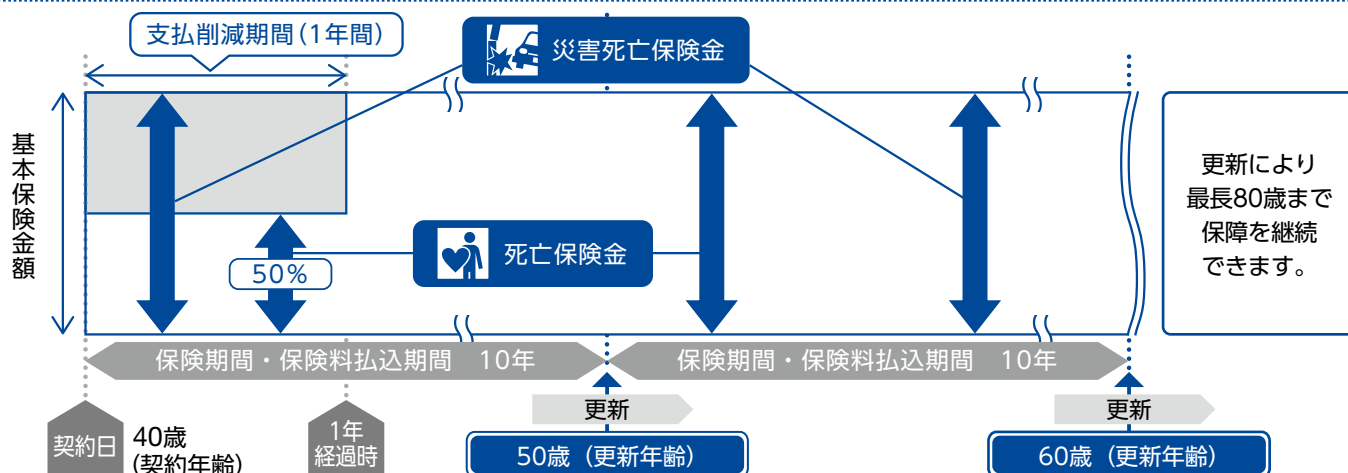 支払削減期間(1年間)
災害死亡保険金
基本保険金額
50%
死亡保険金
更新により
最長80歳まで
保障を継続
できます。
保険期間・保険料払込期間　10年
保険期間・保険料払込期間　10年
契約日
40歳
(契約年齢)
1年
経過時
更新
50歳（更新年齢）
更新
60歳（更新年齢）